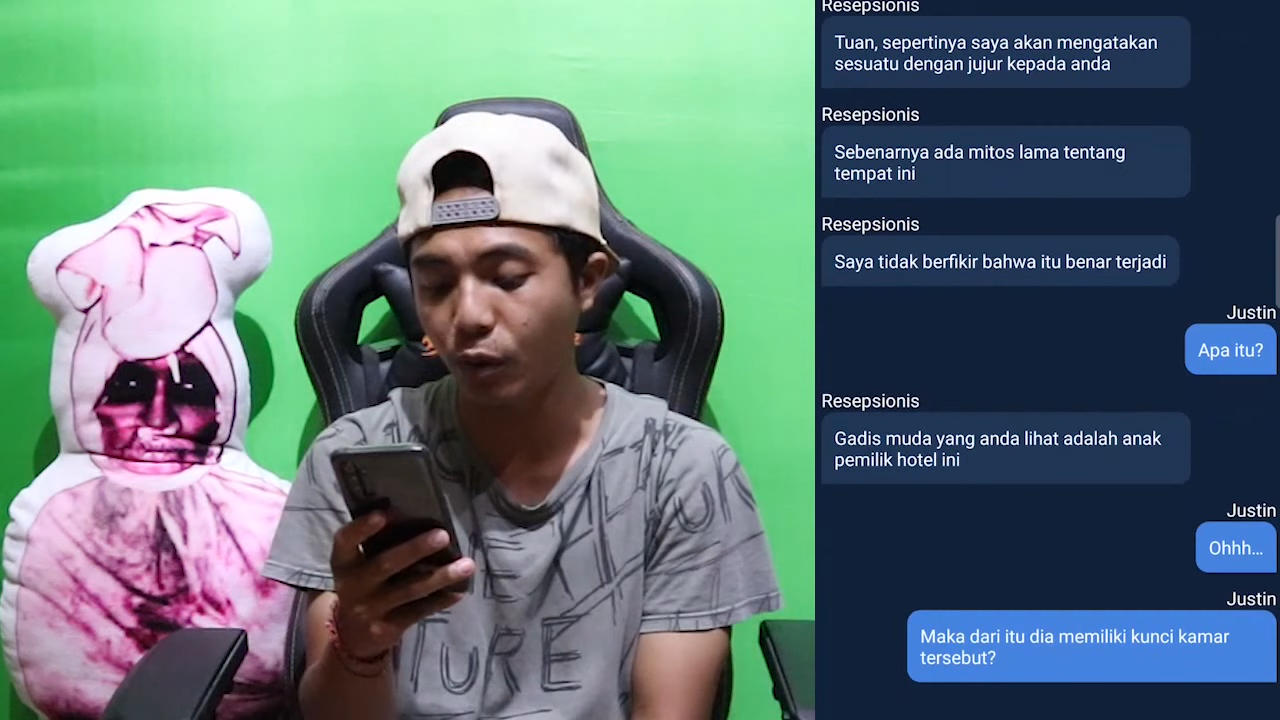 Resepsionis
Tuan, sepertinya saya akan mengatakan
sesuatu dengan jujur kepada anda
Resepsionis
Sebenarnya ada mitos lama tentang
tempat ini
Resepsionis
Saya tidak berfikir bahwa itu benar terjadi
Justin
Apa itu?
Resepsionis
Gadis muda yang anda lihat adalah anak
pemilik hotel ini
Justin
Ohhh...
Justin
Maka dari itu dia memiliki kunci kamar
tersebut?
TURE